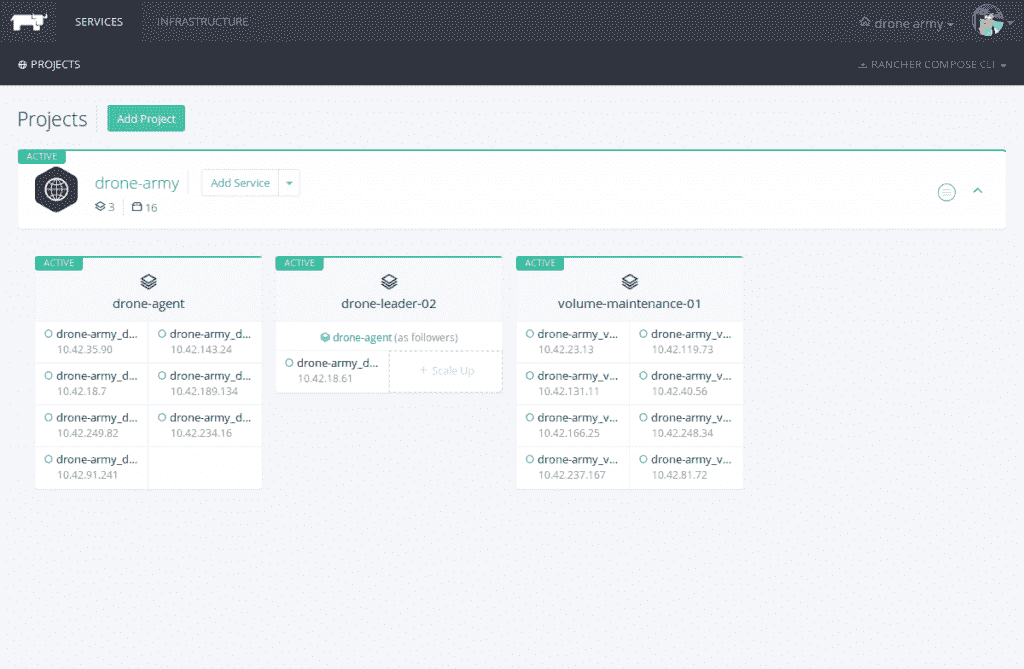 SERVICES
INFRASTRUCTURE
drone army
PROJECTS
RANCHER COMPOSE CLI
Projects
Add Project
ACTIVE
drone-army
Add Service
3
16
ACTIVE
drone-agent
drone-army_d...
10.42.35.90
drone-army_d...
10.42.143.24
drone-army_d...
10.42.18.7
drone-army_d...
10.42.189.134
drone-army_d...
10.42.249.82
drone-army_d...
10.42.234.16
drone-army_d...
10.42.91.241
ACTIVE
drone-leader-02
drone-agent (as followers)
drone-army_d...
10.42.18.61
+ Scale Up
ACTIVE
volume-maintenance-01
drone-army_v...
10.42.23.13
drone-army_v...
10.42.119.73
drone-army_v...
10.42.131.11
drone-army_v...
10.42.40.56
drone-army_v...
10.42.166.25
drone-army_v...
10.42.248.34
drone-army_v...
10.42.237.167
drone-army_v...
10.42.81.72